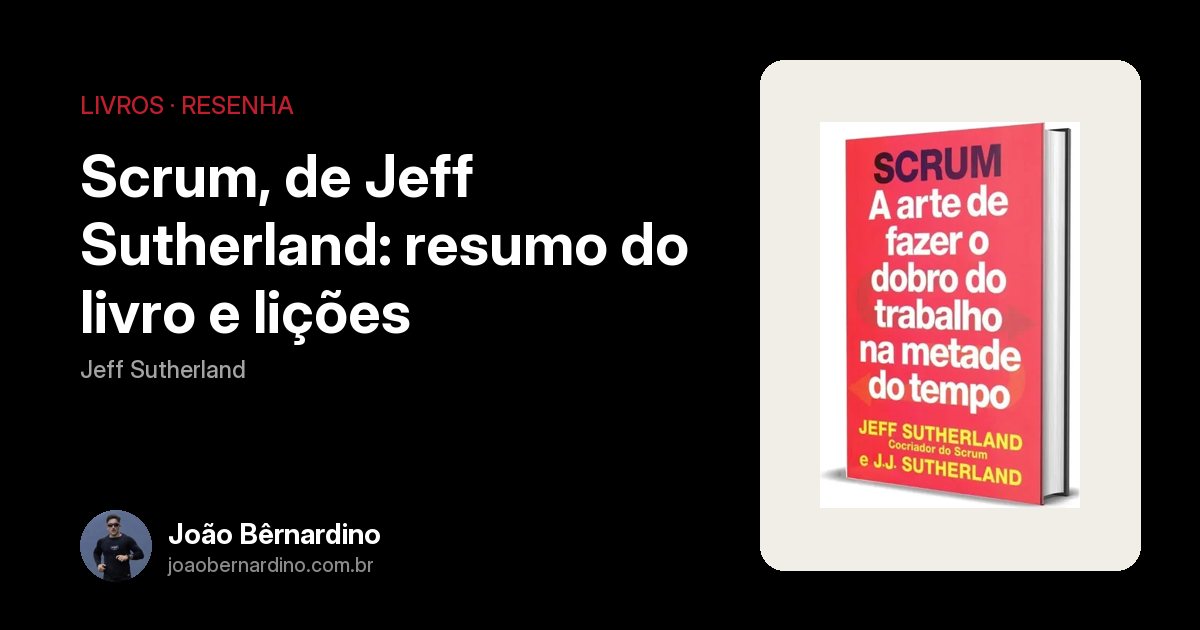 LIVROS · RESENHA
Scrum, de Jeff
Sutherland: resumo do
livro e lições
Jeff Sutherland
João Bêrnardino
joaobernardino.com.br
SCRUM
A arte de
fazer o
dobro do
trabalho
na metade
do tempo
JEFF SUTHERLAND
Cocriador do Scrum
e J.J. SUTHERLAND